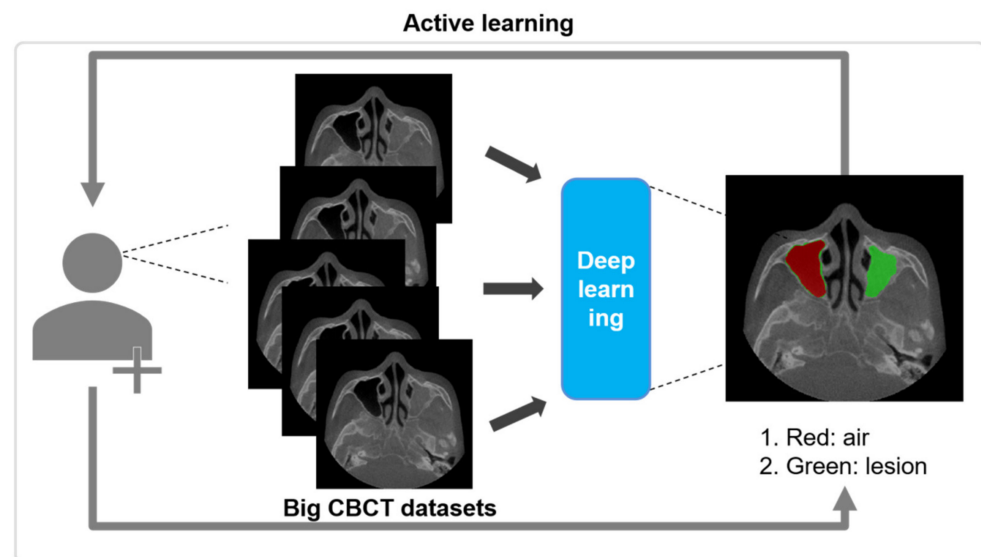 Active learning
Deep
learn
ing
1. Red: air
2. Green: lesion
Big CBCT datasets